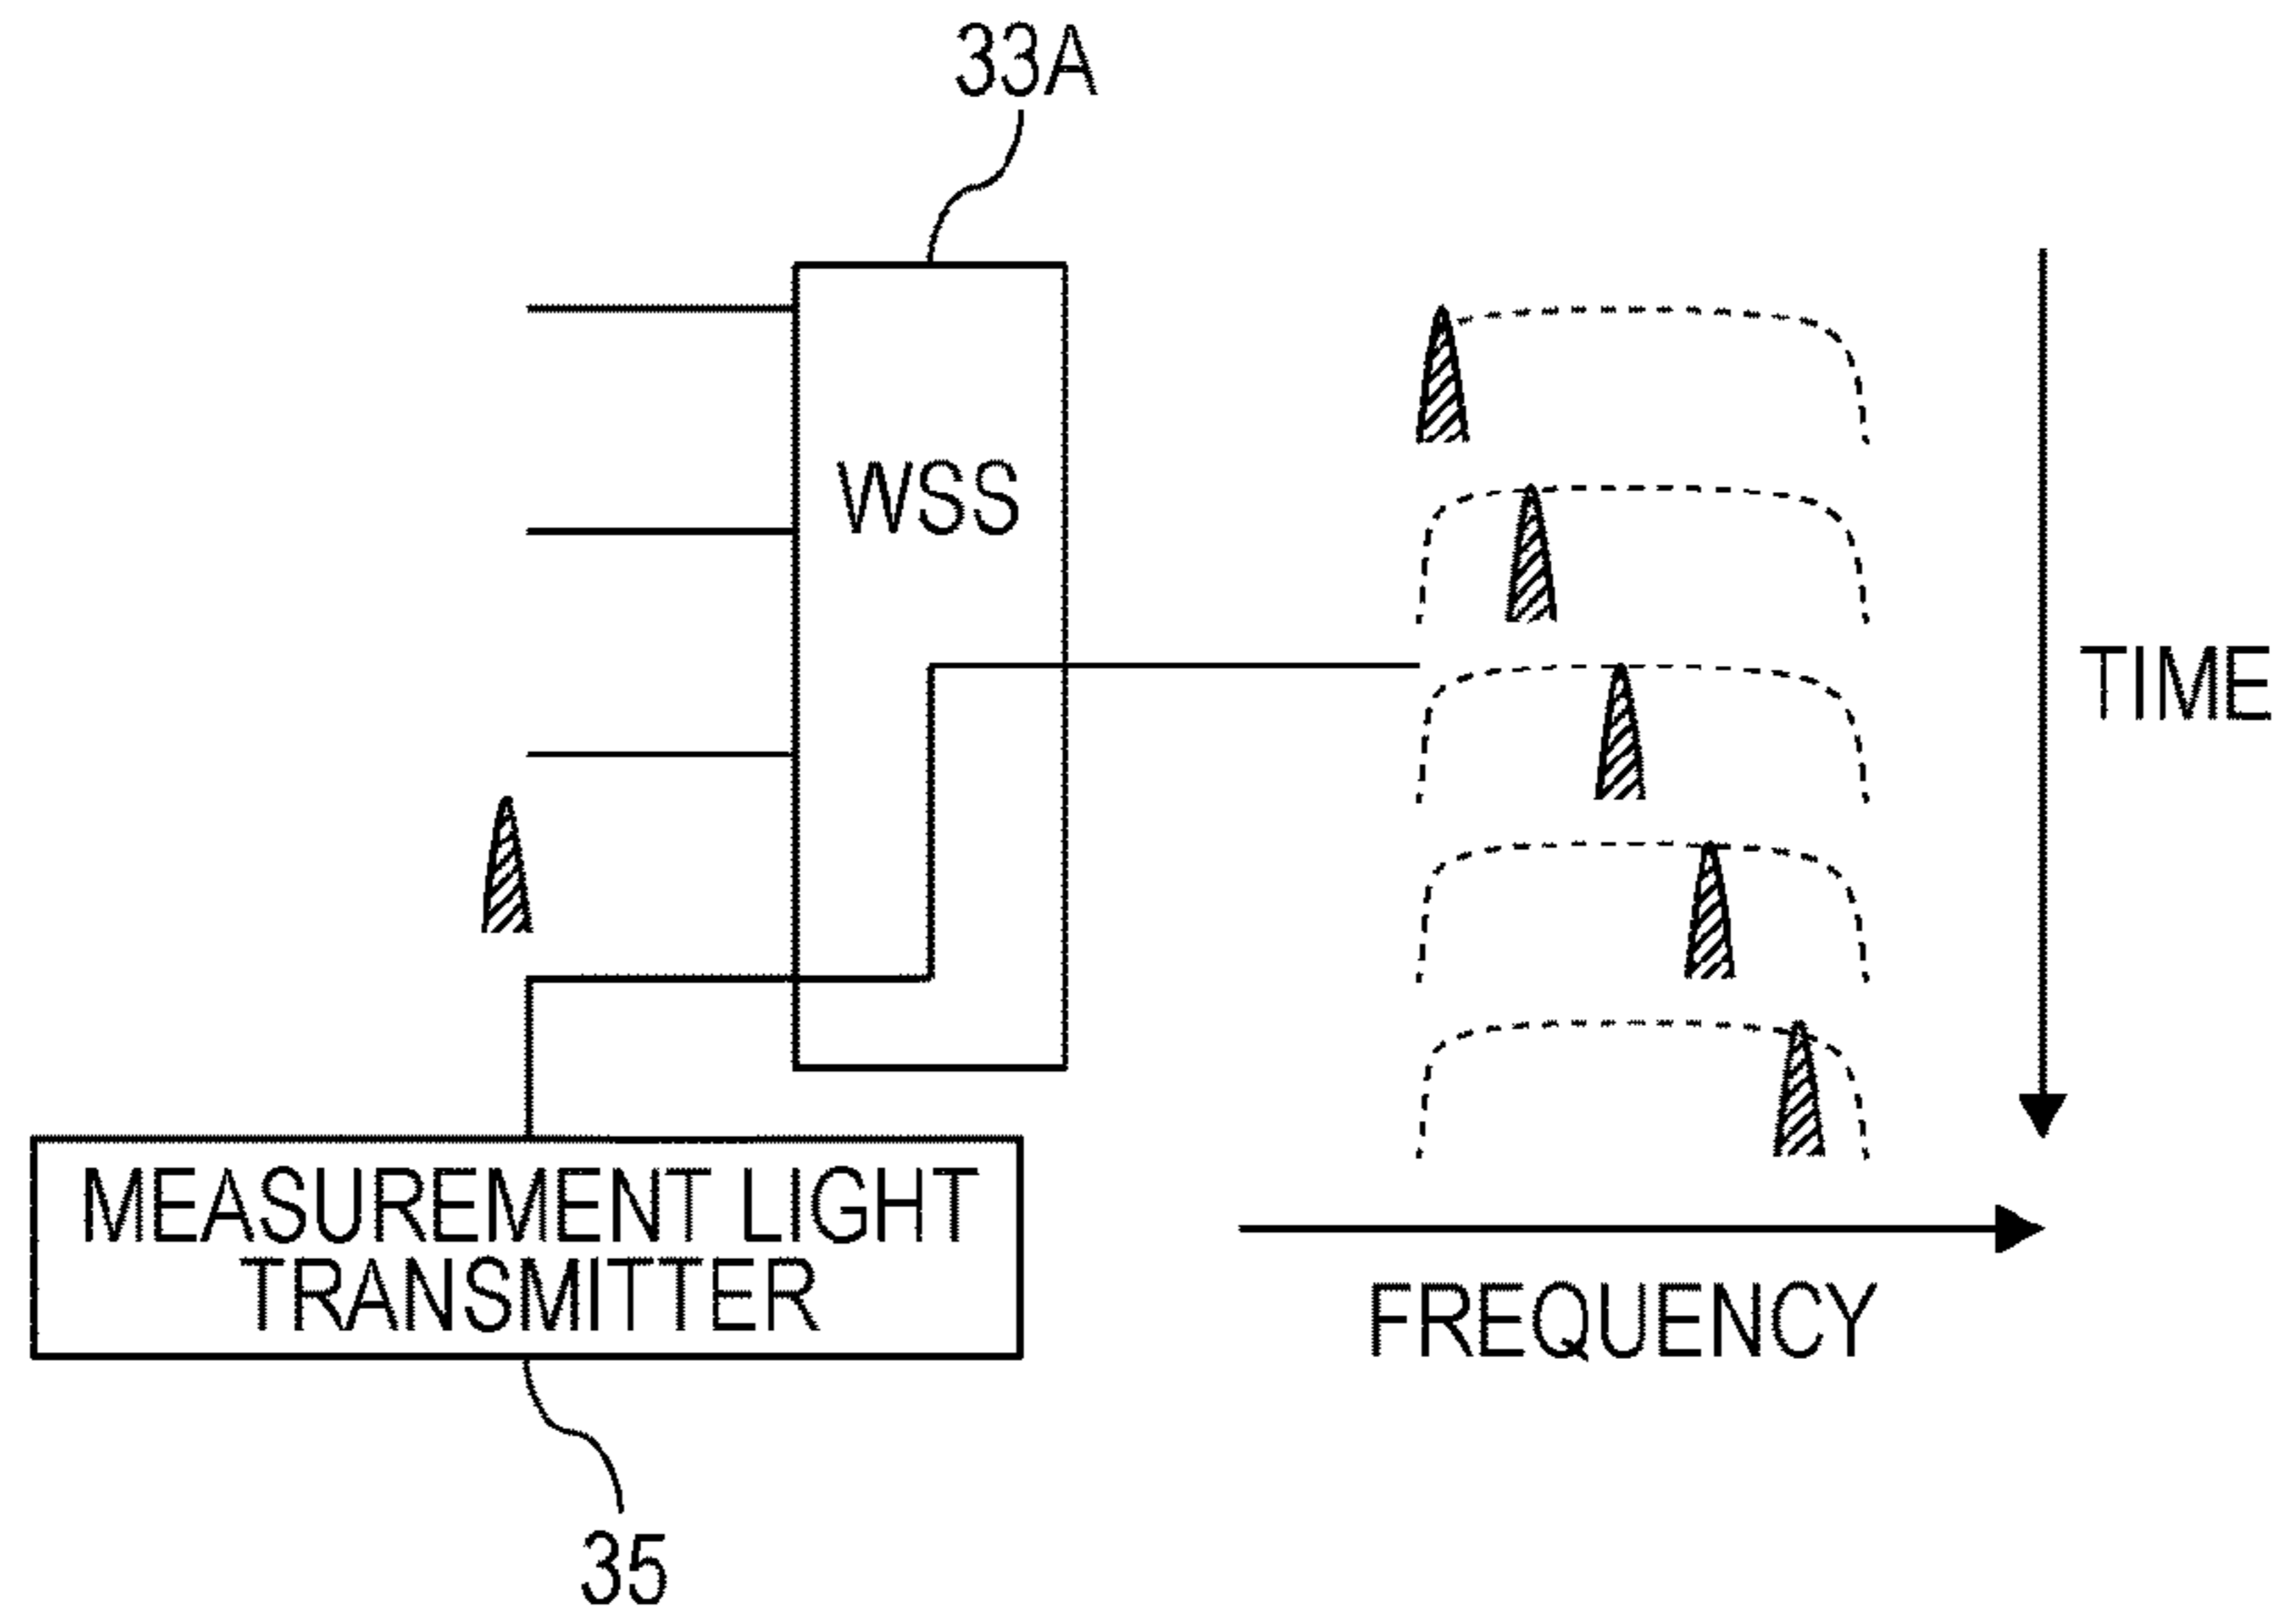 33A
WSS
TIME
MEASUREMENT LIGHT
TRANSMITTER
FREQUENCY
35